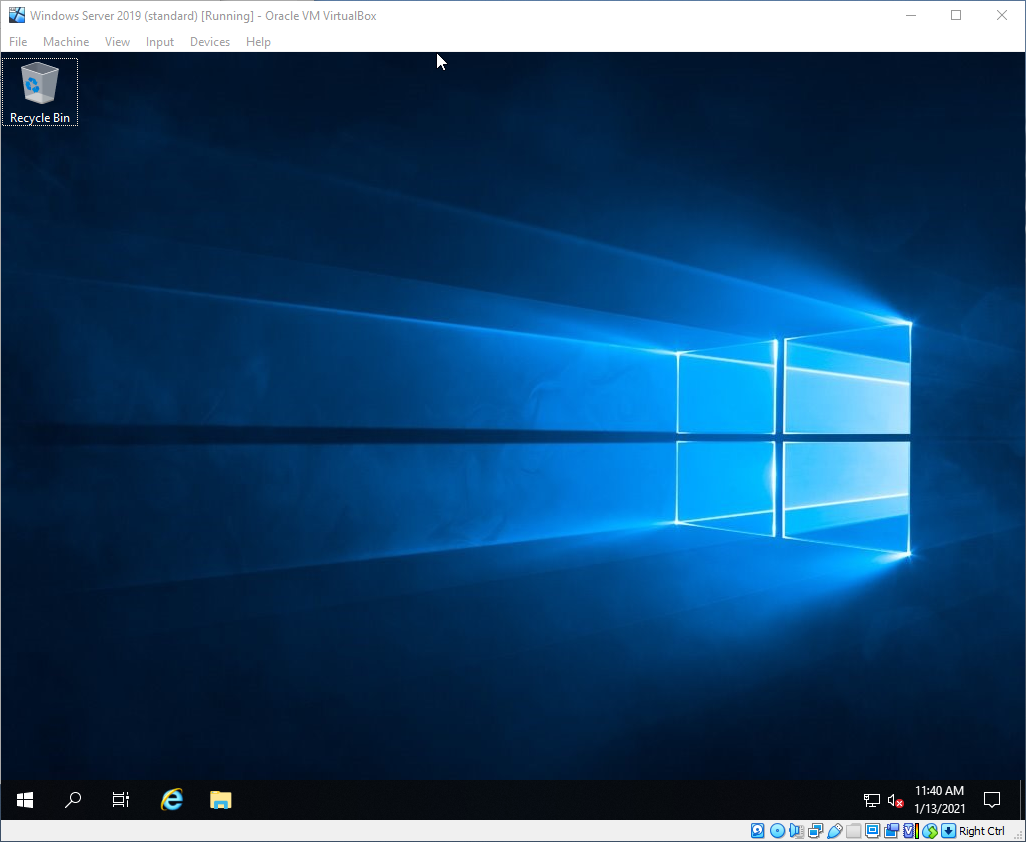 Windows Server 2019 (standard) [Running] - Oracle VM VirtualBox
File Machine View Input Devices Help
Recycle Bin
11:40 AM
1/13/2021
Right Ctrl